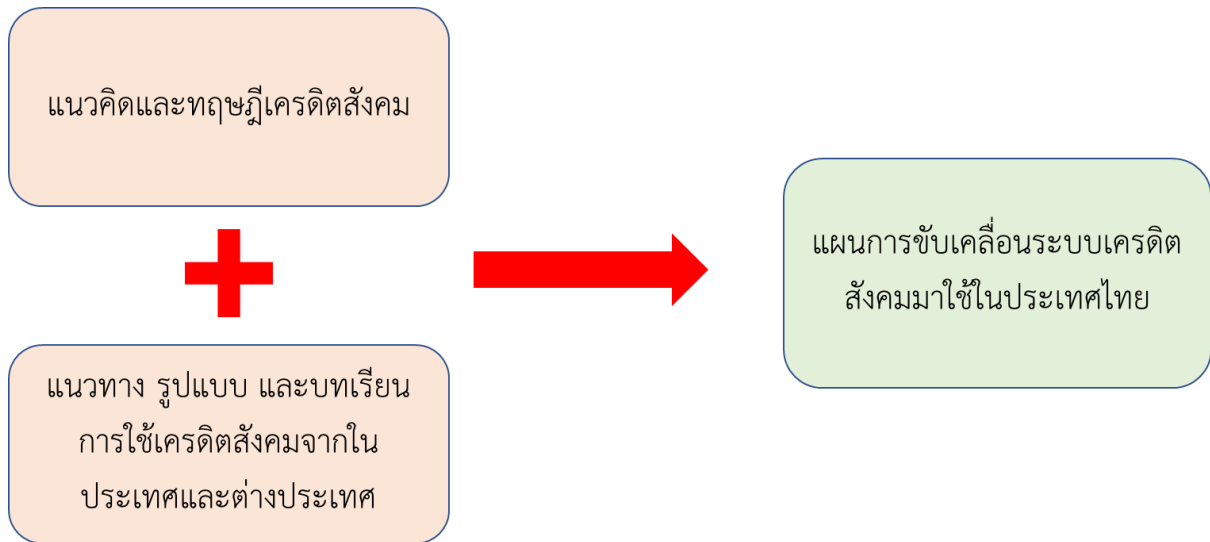 แนวคิดและทฤษฎีเครดิตสังคม
แนวทาง รูปแบบ และบทเรียน
การใช้เครดิตสังคมจากใน
ประเทศและต่างประเทศ
แผนการขับเคลื่อนระบบเครดิต
สังคมมาใช้ในประเทศไทย